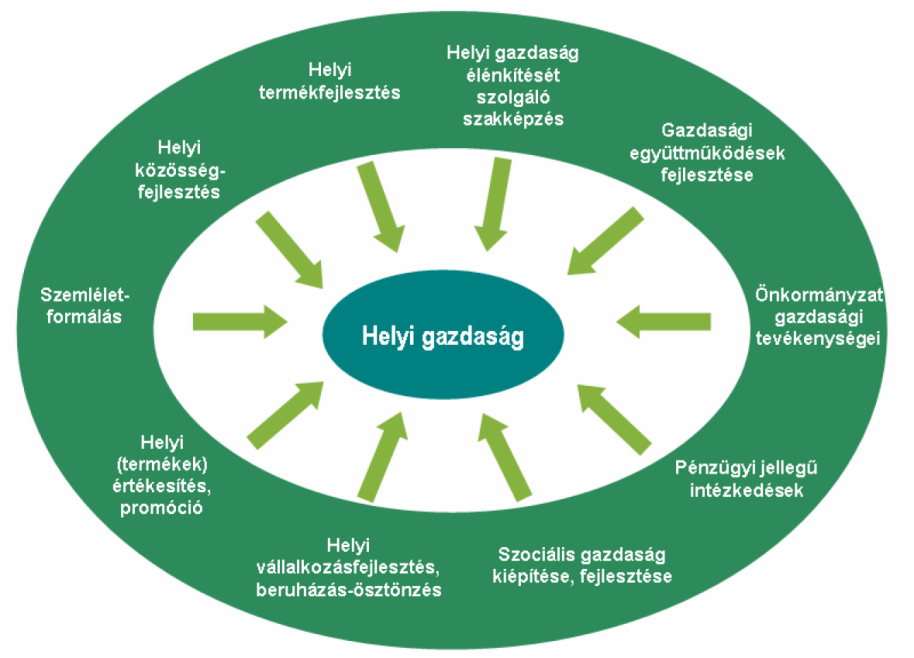 Helyi
termékfejlesztés
Helyi gazdaság
élénkítését
szolgáló
szakképzés
Gazdasági
együttműködések
fejlesztése
Helyi
közösség-
fejlesztés
Szemlélet-
formálás
Önkormányzat
gazdasági
tevékenységei
Helyi gazdaság
Helyi
(termékek)
értékesítés,
promóció
Pénzügyi jellegű
intézkedések
Helyi
vállalkozásfejlesztés,
beruházás-ösztönzés
Szociális gazdaság
kiépítése, fejlesztése